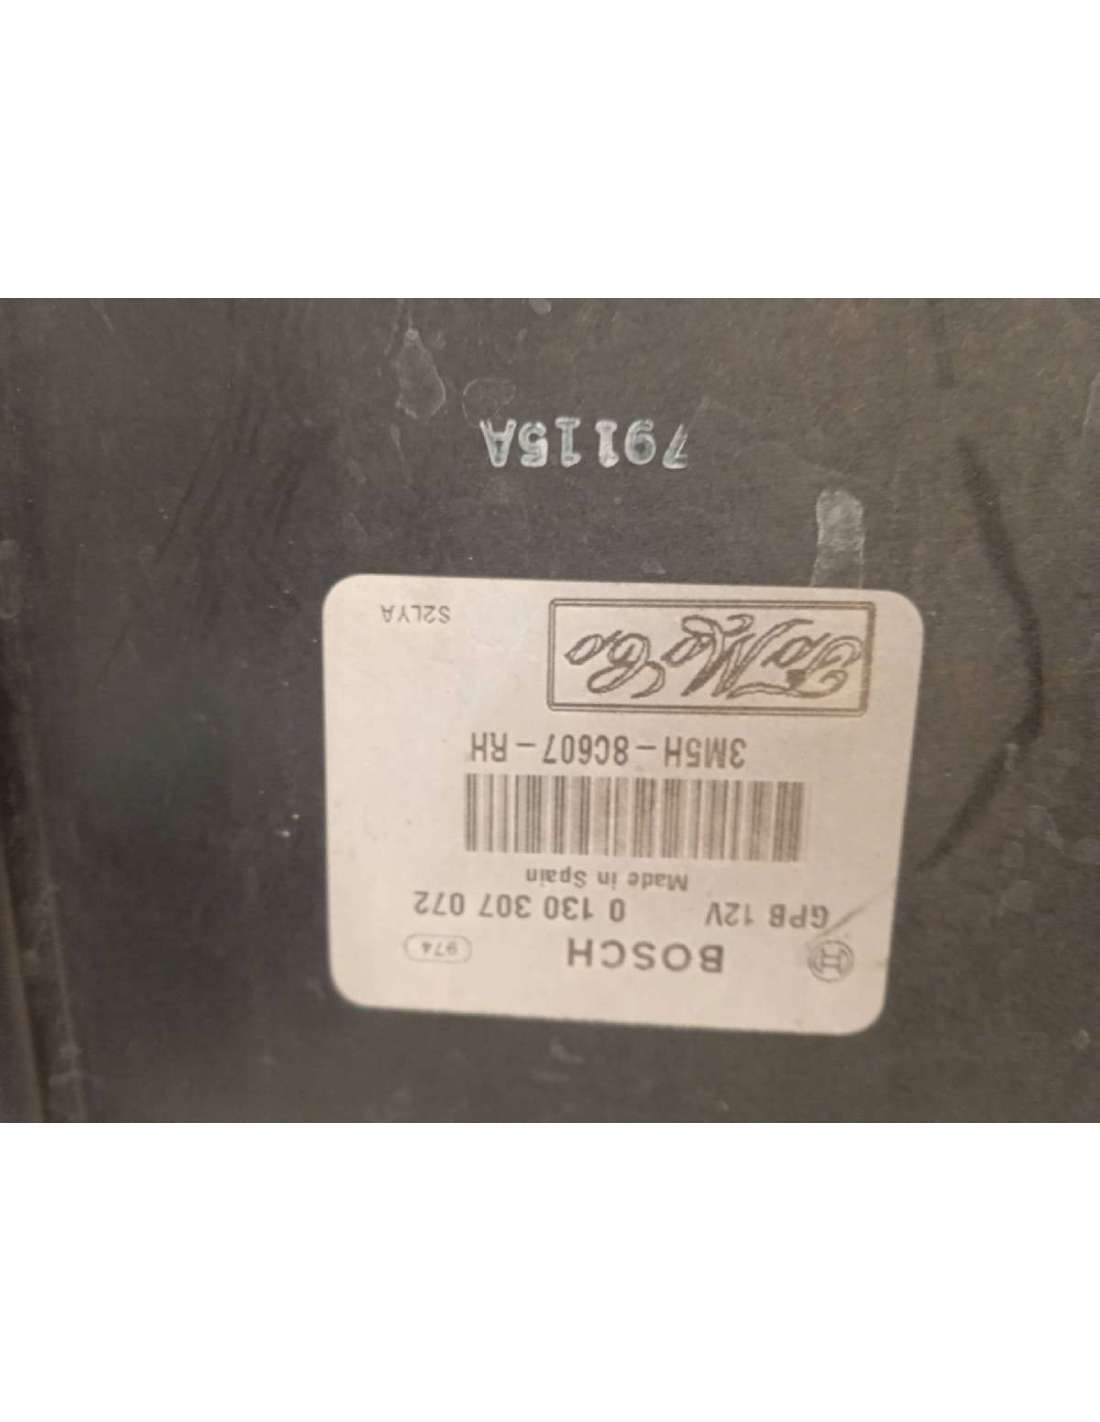 BOSCH 974
GPB 12V 0 130 307 072
Made in Spain
3M5H-8C607-RH
FoMoCo
S2LYA
79115A